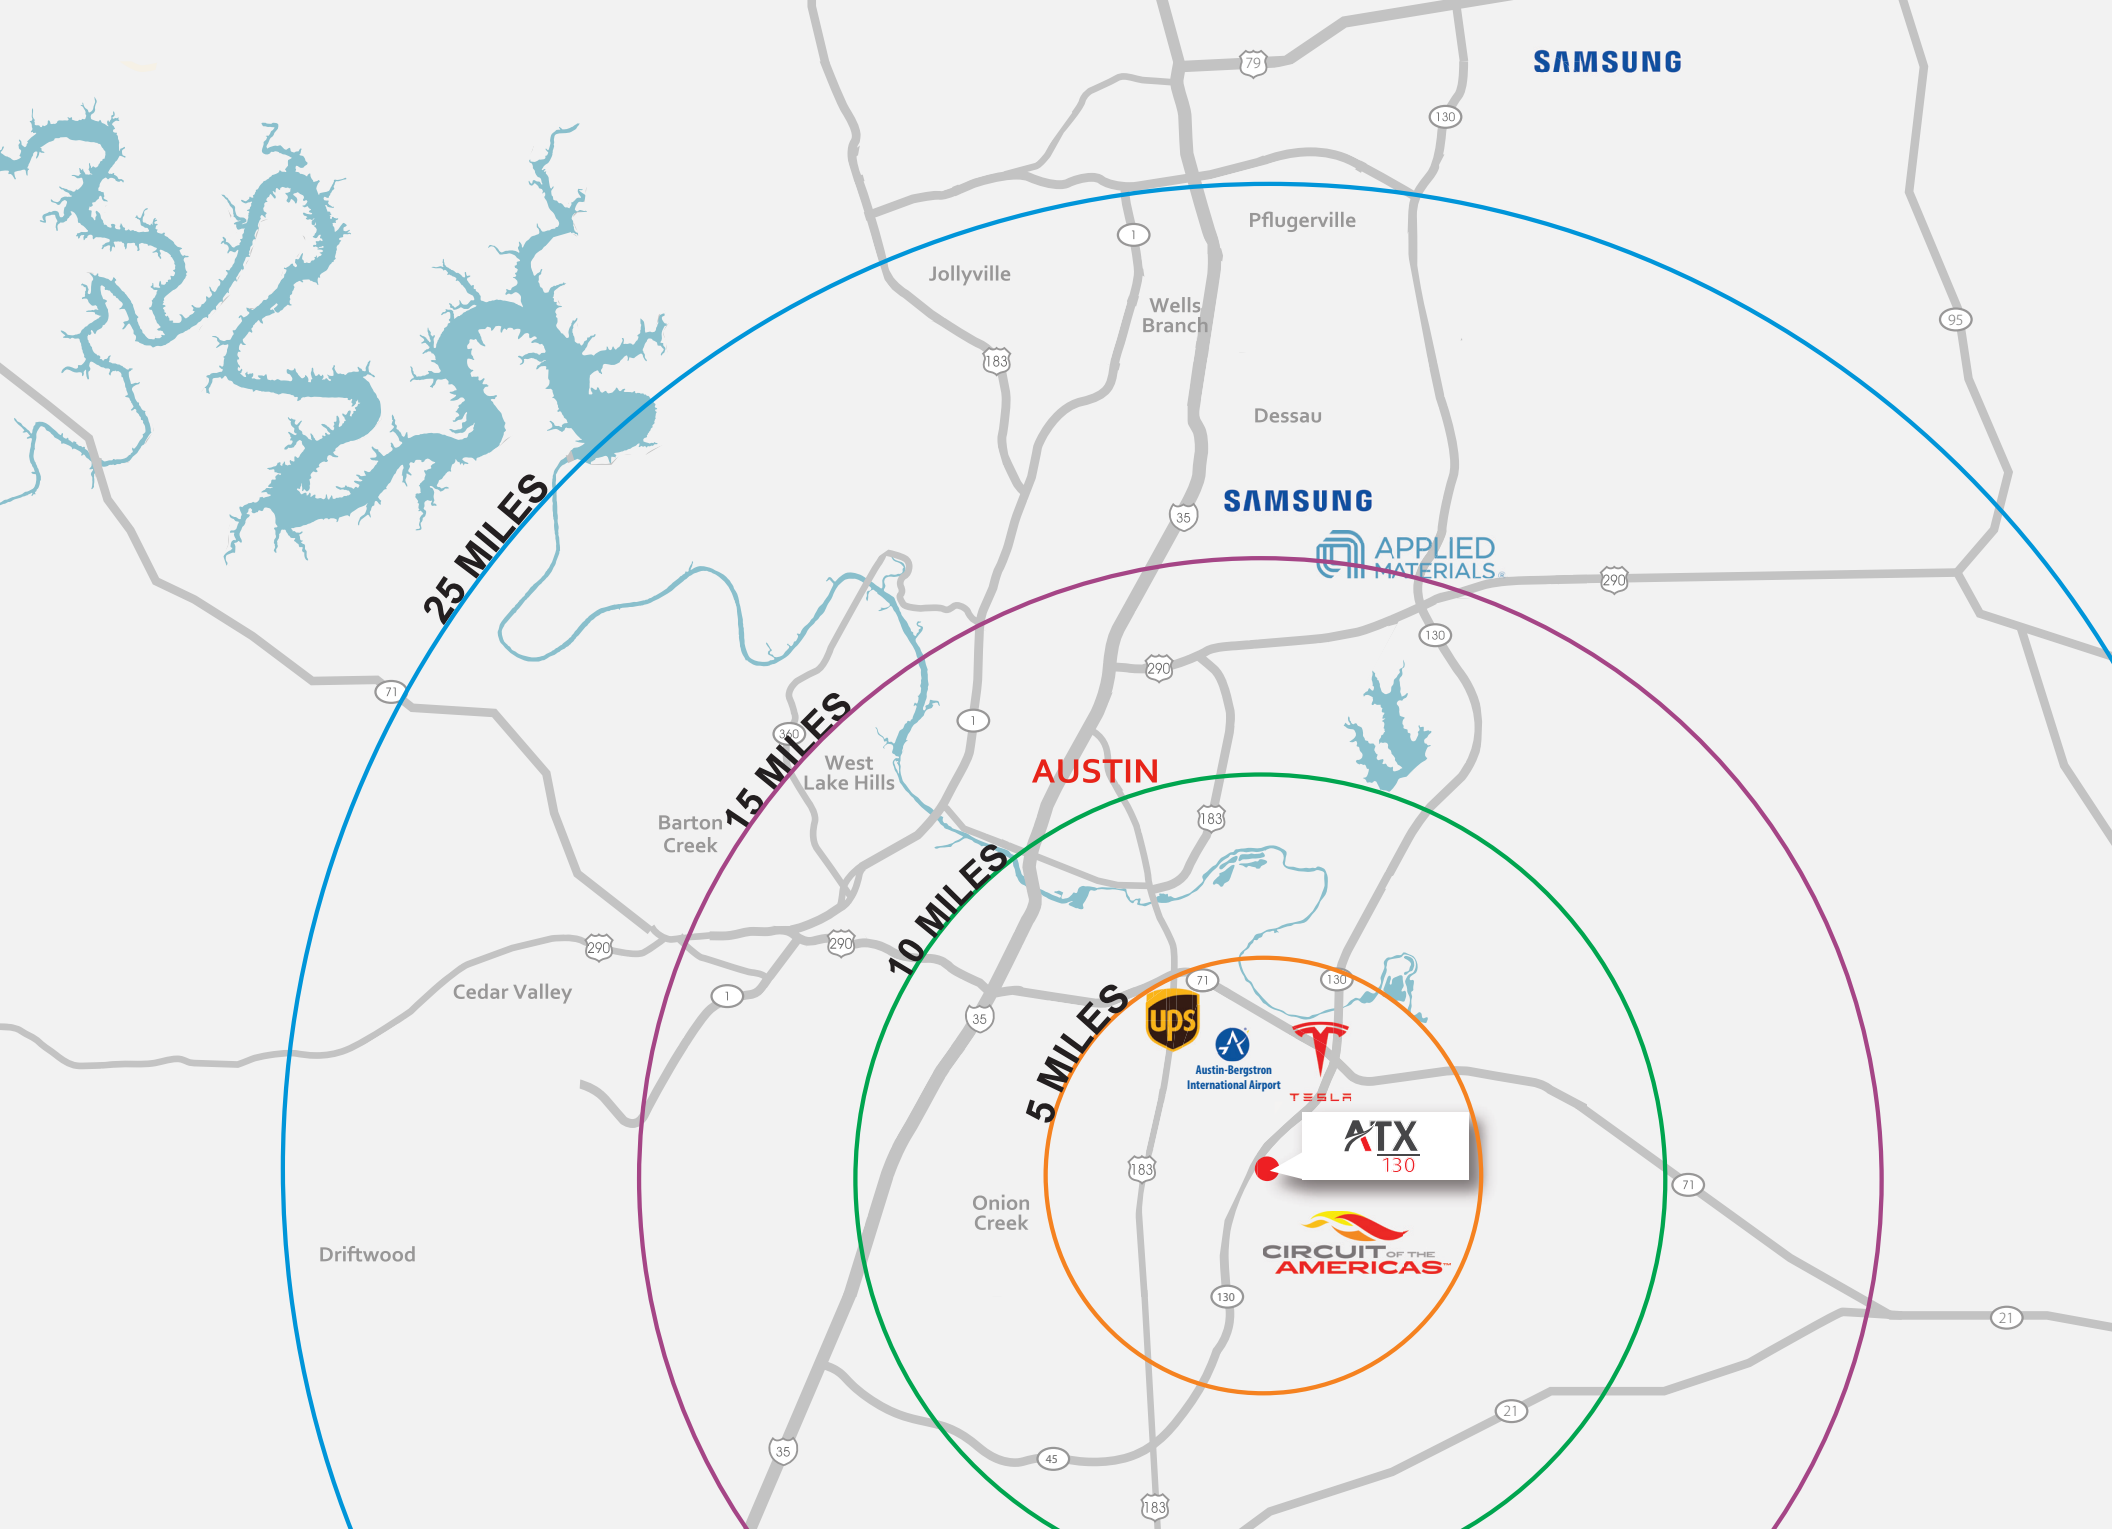 79
SAMSUNG
130
Pflugerville
1
Jollyville
Wells
Branch
95
183
Dessau
SAMSUNG
35
APPLIED
MATERIALS®
25 MILES
290
130
290
71
1
360
15 MILES
West
Lake Hills
AUSTIN
183
Barton
Creek
10 MILES
290
290
Cedar Valley
1
35
71
130
5 MILES
ups
Austin-Bergstron
International Airport
TESLA
ATX
130
183
71
Onion
Creek
CIRCUIT OF THE
AMERICAS™
Driftwood
130
21
21
35
45
183